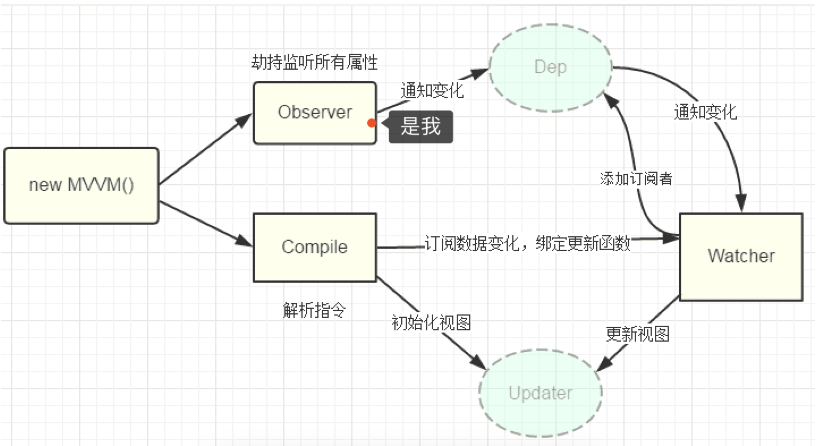 劫持监听所有属性
Dep
Observer
通知变化
是我
通知变化
new MVVM()
添加订阅者
Compile
订阅数据变化，绑定更新函数
Watcher
解析指令
初始化视图
更新视图
Updater